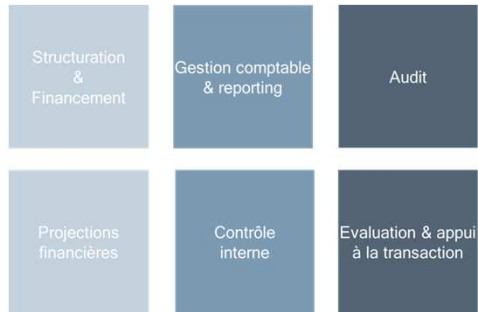 Structuration
&
Financement
Gestion comptable
& reporting
Audit
Projections
financières
Contrôle
interne
Evaluation & appui
à la transaction